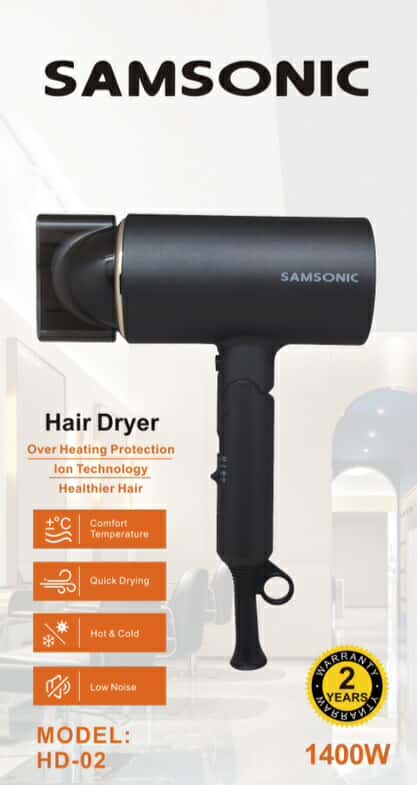 SAMSONIC
SAMSONIC
Hair Dryer
Over Heating Protection
Ion Technology
Healthier Hair
±°C
Comfort
Temperature
Quick Drying
Hot & Cold
Low Noise
WARRANTY
2
YEARS
WARRANTY
MODEL:
HD-02
1400W